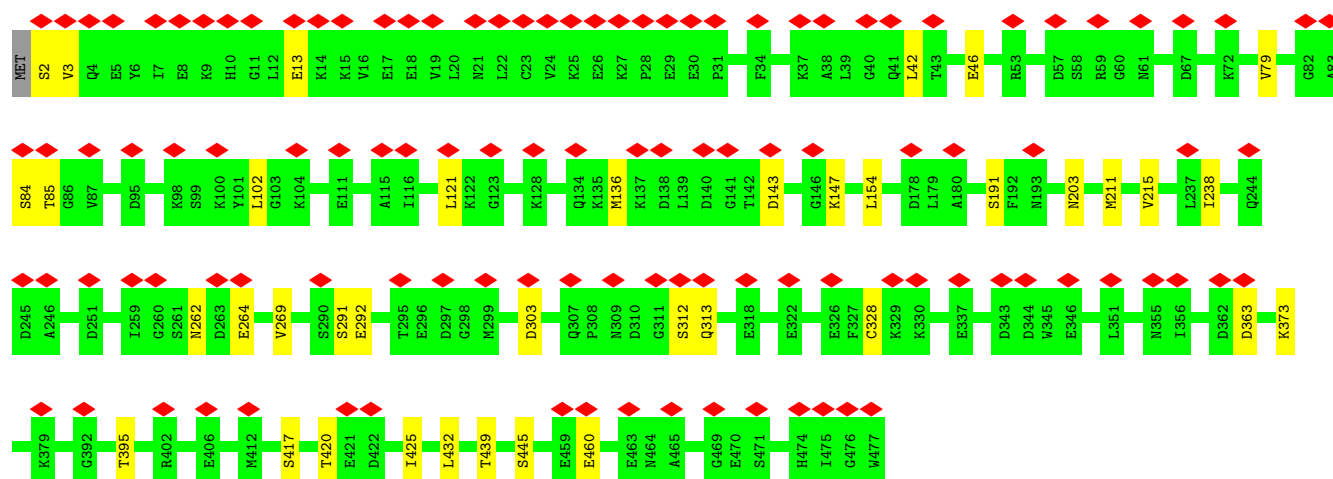 MET S2 V3 Q4 E5 Y6 I7 E8 K9 H10 G11 L12 E13 K14 K15 V16 E17 E18 V19 L20 N21 L22 C23 V24 K25 E26 K27 P28 E29 E30 P31 F34 K37 A38 L39 G40 Q41 L42 T43 E46 R53 D57 S58 R59 G60 N61 D67 K72 V79 G82 A83
S84 T85 G86 V87 D95 K98 S99 K100 Y101 L102 G103 K104 E111 A115 I116 L121 K122 G123 K128 Q134 K135 M136 K137 D138 L139 D140 G141 T142 D143 G146 K147 L154 D178 L179 A180 S191 F192 N193 N203 M211 V215 L237 I238 Q244
D245 A246 D251 I259 G260 S261 N262 D263 E264 V269 S290 S291 E292 T295 E296 D297 G298 M299 D303 Q307 P308 N309 D310 G311 S312 Q313 E318 E322 E326 F327 C328 K329 K330 E337 D343 D344 W345 E346 L351 N355 I356 D362 D363 K373
K379 G392 T395 R402 E406 M412 S417 T420 E421 D422 I425 L432 T439 S445 E459 E460 E463 N464 A465 G469 E470 S471 H474 I475 G476 W477